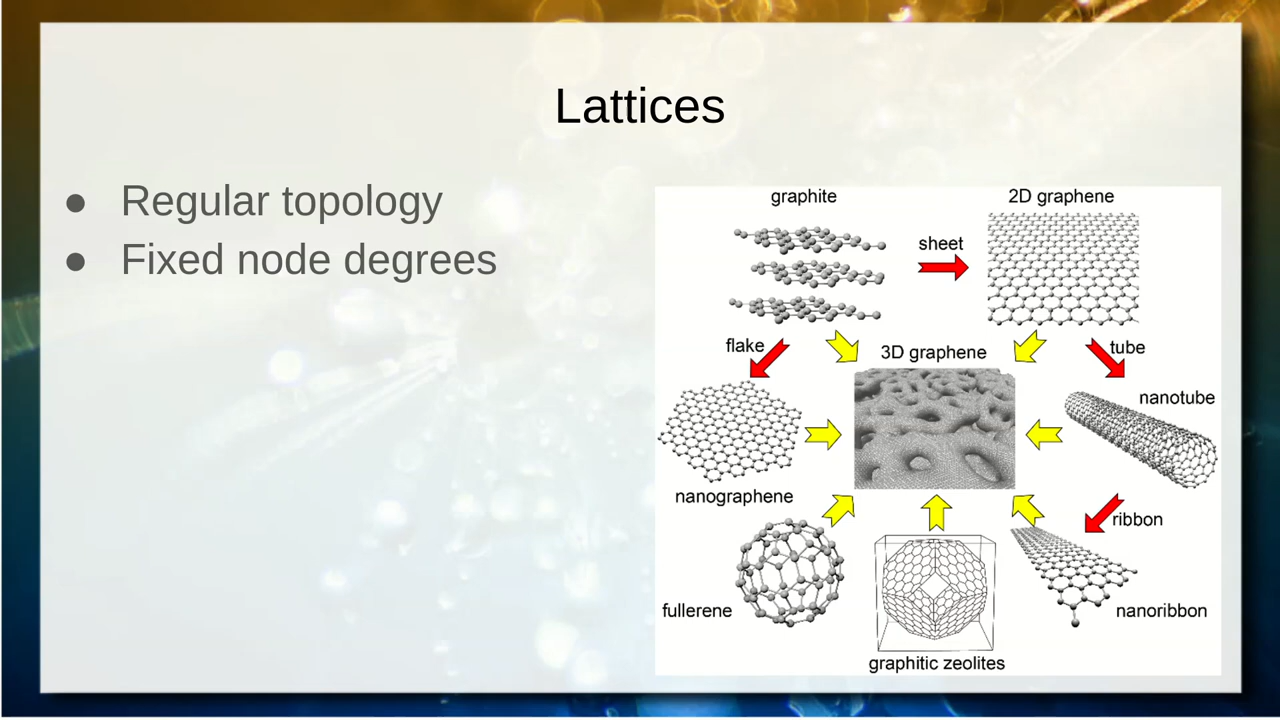 Lattices
● Regular topology
● Fixed node degrees
graphite
2D graphene
sheet
flake
3D graphene
tube
nanotube
nanographene
ribbon
fullerene
nanoribbon
graphitic zeolites